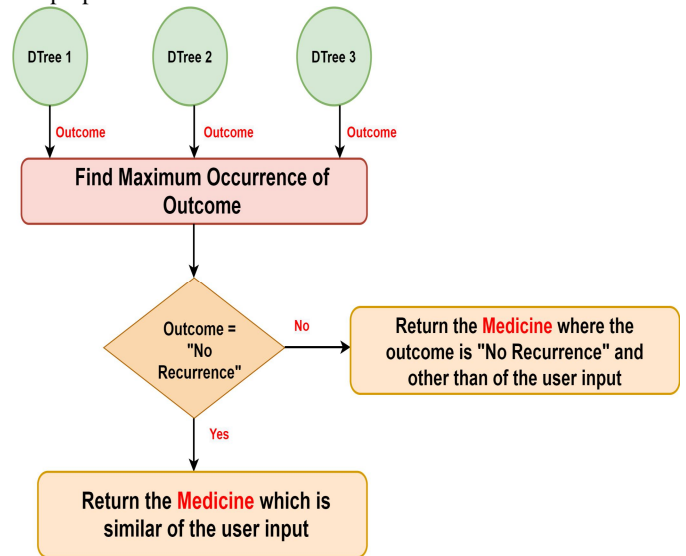 DTree 1
DTree 2
DTree 3
Outcome
Outcome
Outcome
Find Maximum Occurrence of
Outcome
Outcome =
"No
Recurrence"
No
Return the Medicine where the
outcome is "No Recurrence" and
other than of the user input
Yes
Return the Medicine which is
similar of the user input